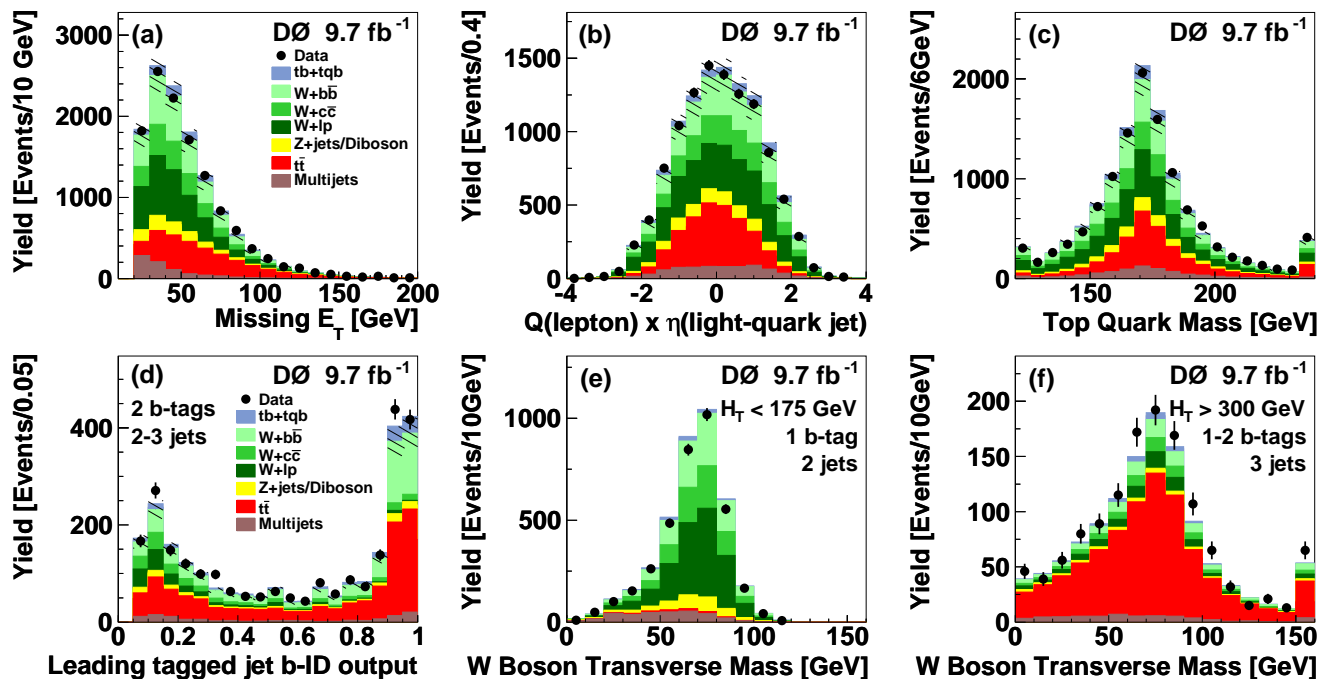 (a)
DØ 9.7 fb⁻¹
Data
tb+tqb
W+bb̄
W+cc̄
W+lp
Z+jets/Diboson
tt̄
Multijets
Yield [Events/10 GeV]
3000
2000
1000
0
50 100 150 200
Missing E_T [GeV]
(b)
DØ 9.7 fb⁻¹
Yield [Events/0.4]
1500
1000
500
0
-4 -2 0 2 4
Q(lepton) x η(light-quark jet)
(c)
DØ 9.7 fb⁻¹
Yield [Events/6GeV]
2000
1000
0
150 200
Top Quark Mass [GeV]
(d)
DØ 9.7 fb⁻¹
2 b-tags
2-3 jets
Data
tb+tqb
W+bb̄
W+cc̄
W+lp
Z+jets/Diboson
tt̄
Multijets
Yield [Events/0.05]
400
200
0
0 0.2 0.4 0.6 0.8 1
Leading tagged jet b-ID output
(e)
DØ 9.7 fb⁻¹
H_T < 175 GeV
1 b-tag
2 jets
Yield [Events/10GeV]
1000
500
0
0 50 100 150
W Boson Transverse Mass [GeV]
(f)
DØ 9.7 fb⁻¹
H_T > 300 GeV
1-2 b-tags
3 jets
Yield [Events/10GeV]
200
150
100
50
0
0 50 100 150
W Boson Transverse Mass [GeV]